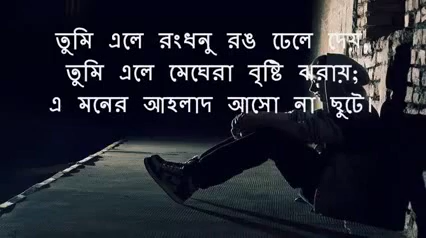 তুমি এলে রংধনু রঙ ঢেলে দেয়,
তুমি এলে মেঘেরা বৃষ্টি ঝরায়;
এ মনের আহলাদ আসো না ছুটে।